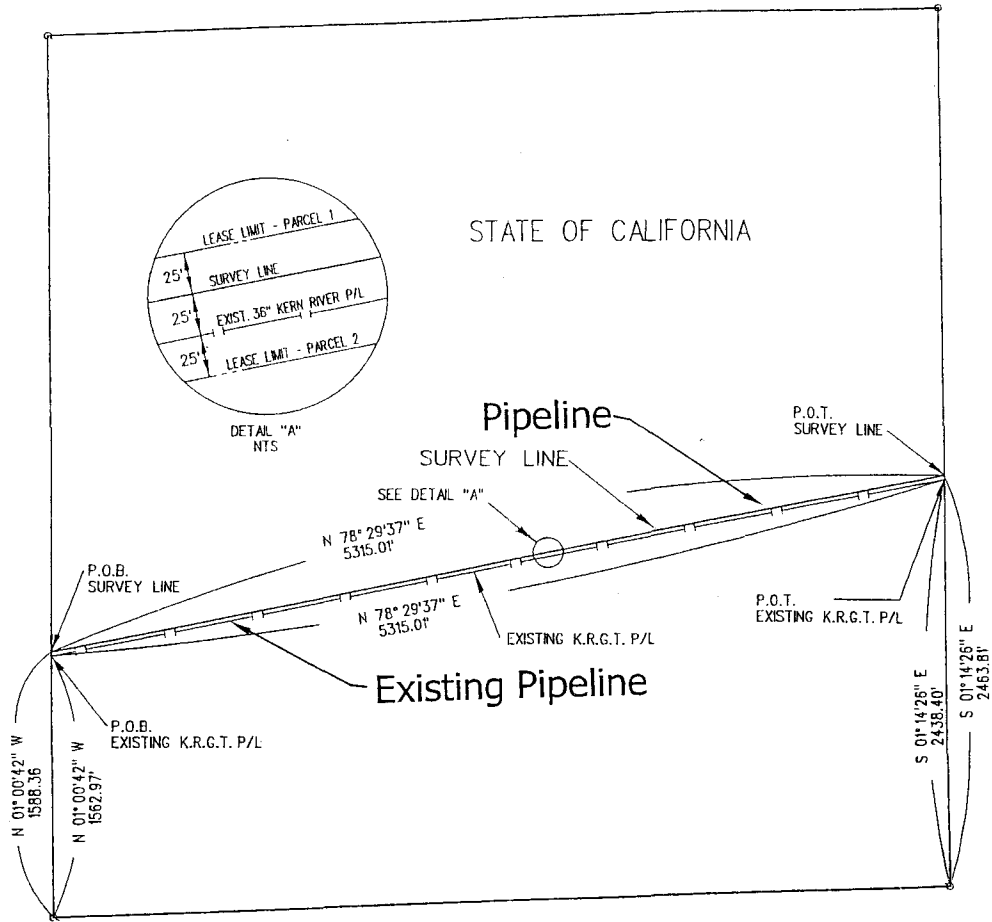 STATE OF CALIFORNIA
LEASE LIMIT - PARCEL 1
25'
SURVEY LINE
25'
EXIST. 36" KERN RIVER P/L
25'
LEASE LIMIT - PARCEL 2
DETAIL "A"
NTS
Pipeline
SURVEY LINE
P.O.T.
SURVEY LINE
SEE DETAIL "A"
N 78° 29'37" E
5315.01'
P.O.B.
SURVEY LINE
N 78° 29'37" E
5315.01'
EXISTING K.R.G.T. P/L
P.O.T.
EXISTING K.R.G.T. P/L
Existing Pipeline
P.O.B.
EXISTING K.R.G.T. P/L
N 01° 00'42" W
1588.36
N 01° 00'42" W
1562.97'
S 01° 14'26" E
2438.40'
S 01° 14'26" E
2463.81'